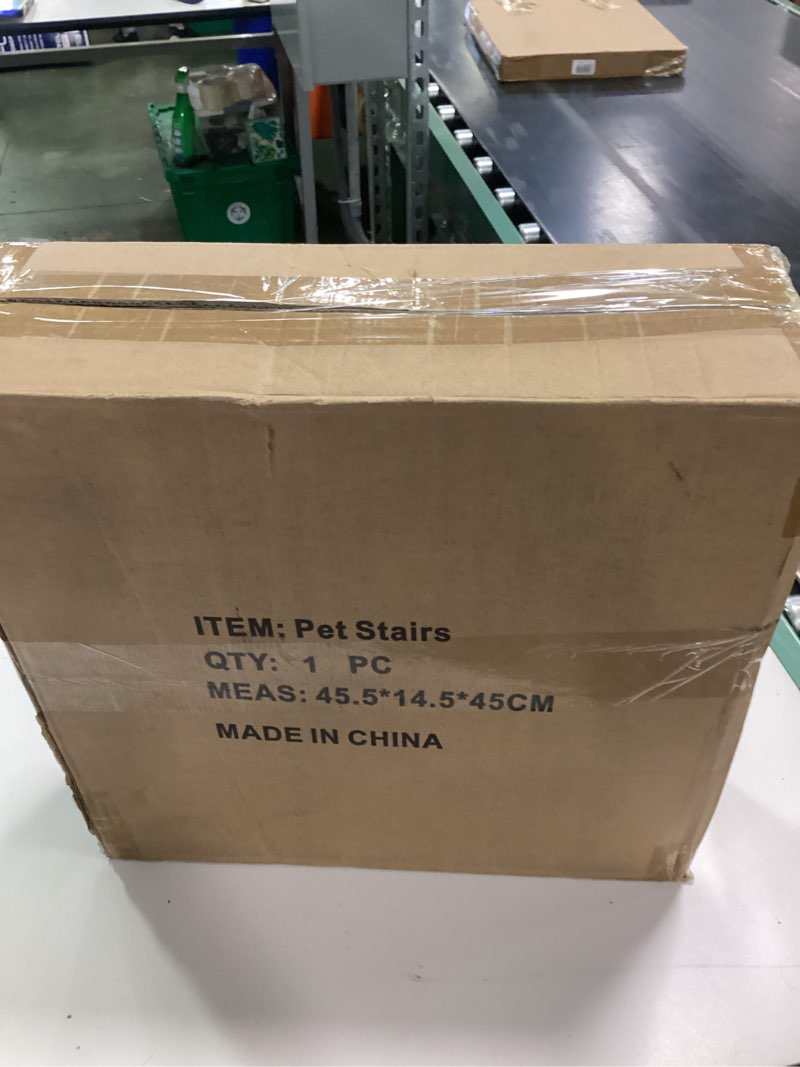 ITEM: Pet Stairs
QTY: 1 PC
MEAS: 45.5*14.5*45CM
MADE IN CHINA